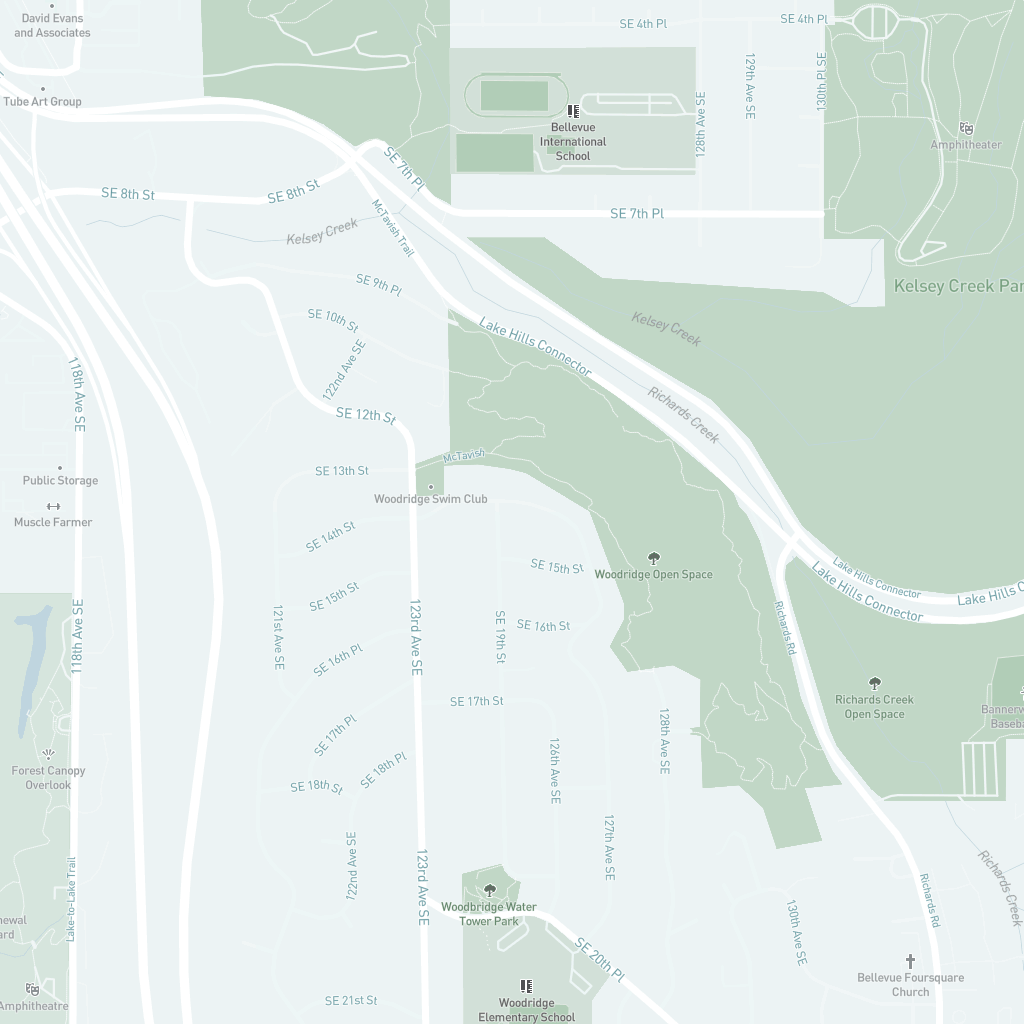 David Evans
and Associates
SE 4th Pl
SE 4th Pl
129th Ave SE
130th Pl SE
Tube Art Group
128th Ave SE
Bellevue
International
School
Amphitheater
SE 7th Pl
SE 8th St
SE 8th St
McTavish Trail
SE 7th Pl
Kelsey Creek
SE 9th Pl
Kelsey Creek Par
SE 10th St
Kelsey Creek
Lake Hills Connector
122nd Ave SE
118th Ave SE
SE 12th St
Richards Creek
McTavish
SE 13th St
Public Storage
Woodridge Swim Club
Muscle Farmer
SE 14th St
SE 15th St
Woodridge Open Space
Lake Hills Connector
Lake Hills Connector
Lake Hills C
SE 15th St
118th Ave SE
121st Ave SE
123rd Ave SE
SE 19th St
SE 16th St
Richards Rd
SE 16th Pl
SE 17th St
Richards Creek
Open Space
Bannerw
Baseba
SE 17th Pl
126th Ave SE
128th Ave SE
Forest Canopy
Overlook
SE 18th St
SE 18th Pl
127th Ave SE
122nd Ave SE
123rd Ave SE
Lake-to-Lake Trail
Woodbridge Water
Tower Park
Richards Creek
Richards Rd
newal
ard
130th Ave SE
SE 20th Pl
Bellevue Foursquare
Church
Amphitheatre
SE 21st St
Woodridge
Elementary School